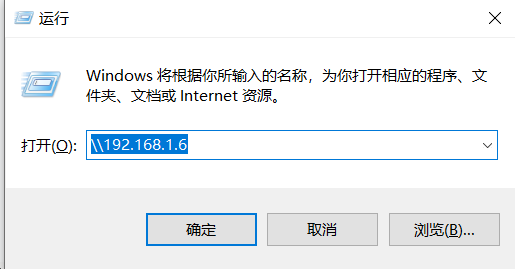 运行
Windows 将根据你所输入的名称，为你打开相应的程序、文
件夹、文档或 Internet 资源。
打开(O): \\192.168.1.6
确定 取消 浏览(B)...